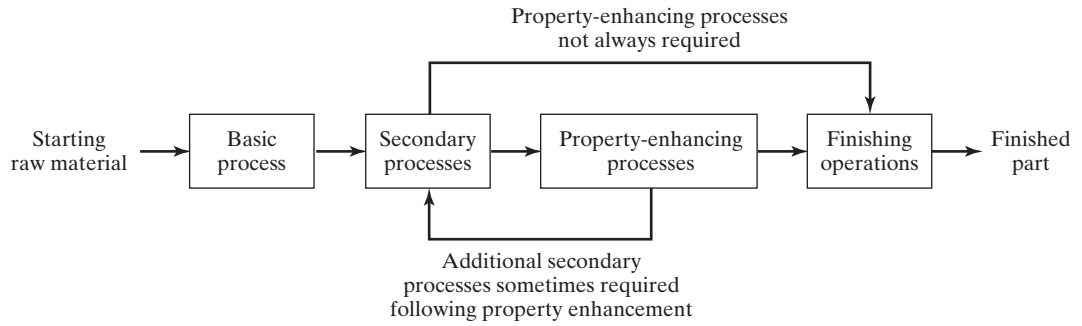 Property-enhancing processes
not always required
Starting
raw material
Basic
process
Secondary
processes
Property-enhancing
processes
Finishing
operations
Finished
part
Additional secondary
processes sometimes required
following property enhancement